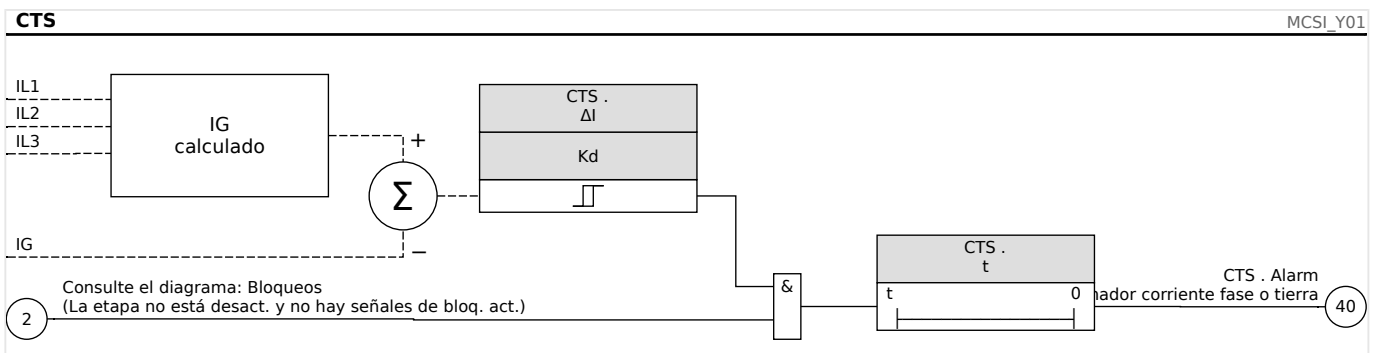 CTS
MCSI_Y01
IL1
IL2
IL3
IG
calculado
+
Σ
−
CTS .
ΔI
Kd
IG
Consulte el diagrama: Bloqueos
(La etapa no está desact. y no hay señales de bloq. act.)
2
&
CTS .
t
t
0
CTS . Alarm
corriente fase o tierra
40